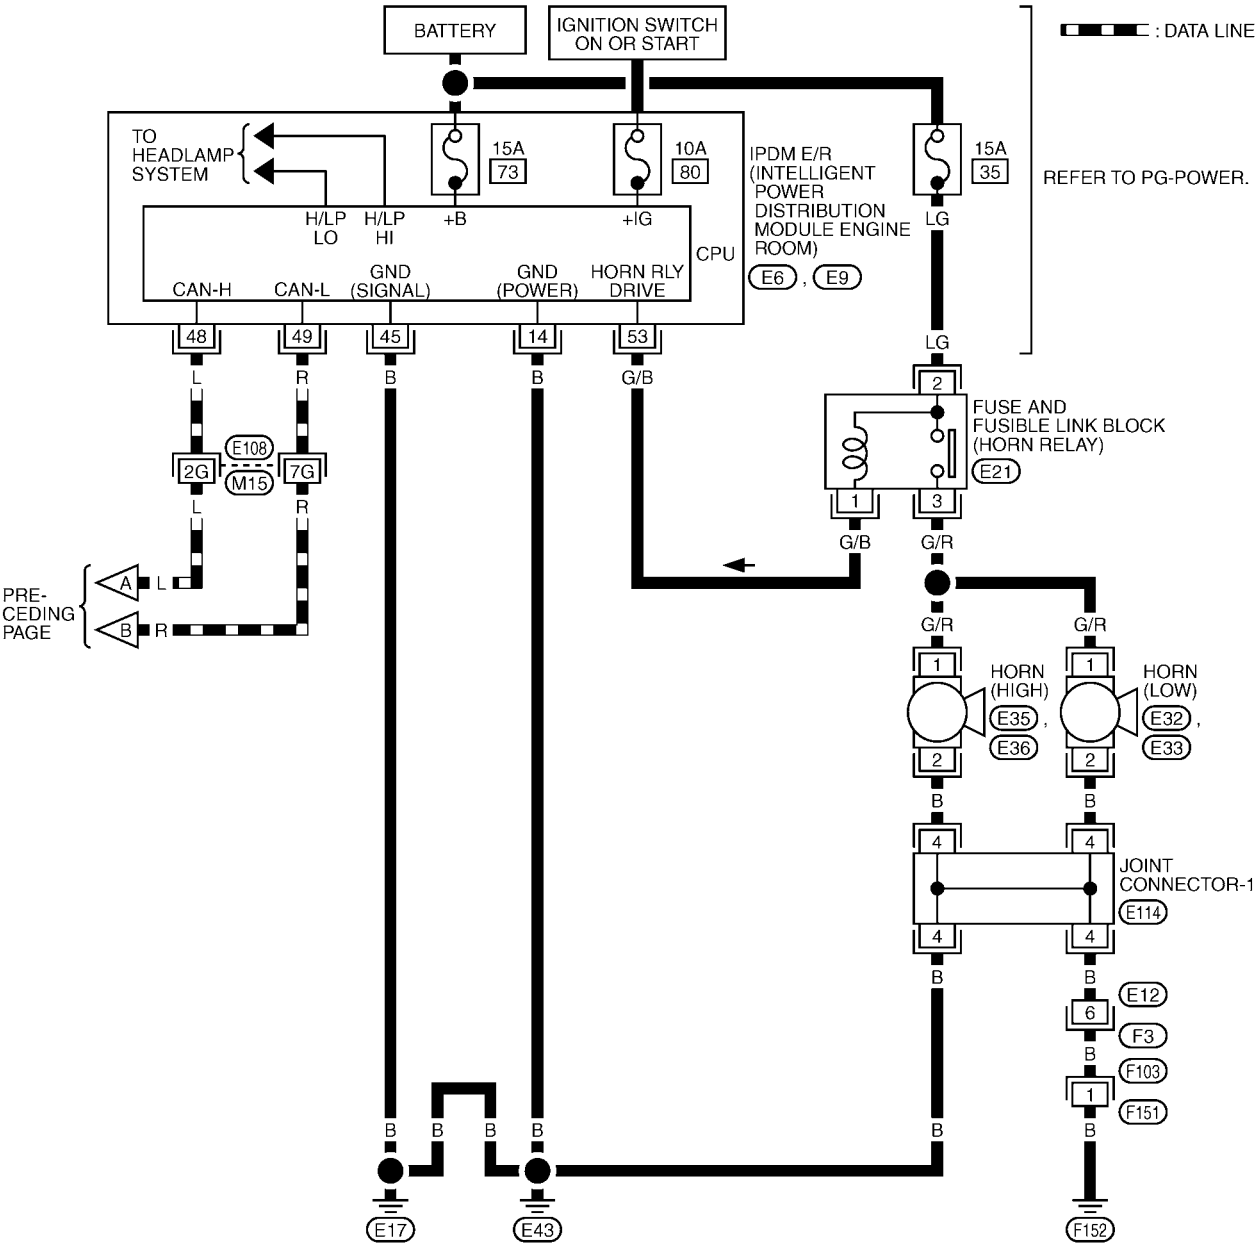 BATTERY
IGNITION SWITCH
ON OR START
: DATA LINE
TO
HEADLAMP
SYSTEM
15A
73
10A
80
15A
35
IPDM E/R
(INTELLIGENT
POWER
DISTRIBUTION
MODULE ENGINE
ROOM)
E6 , E9
REFER TO PG-POWER.
H/LP
LO
H/LP
HI
+B
+IG
LG
CPU
CAN-H
CAN-L
GND
(SIGNAL)
GND
(POWER)
HORN RLY
DRIVE
48
49
45
14
53
LG
L
R
B
B
G/B
2
FUSE AND
FUSIBLE LINK BLOCK
(HORN RELAY)
E21
E108
2G
7G
M15
1
3
L
R
G/B
G/R
PRE-
CEDING
PAGE
A
L
B
R
G/R
G/R
1
1
HORN
(HIGH)
E35 ,
E36
HORN
(LOW)
E32 ,
E33
2
2
B
B
4
4
JOINT
CONNECTOR-1
E114
4
4
B
B
E12
6
F3
B
F103
1
F151
B
B
B
B
B
B
E17
E43
F152